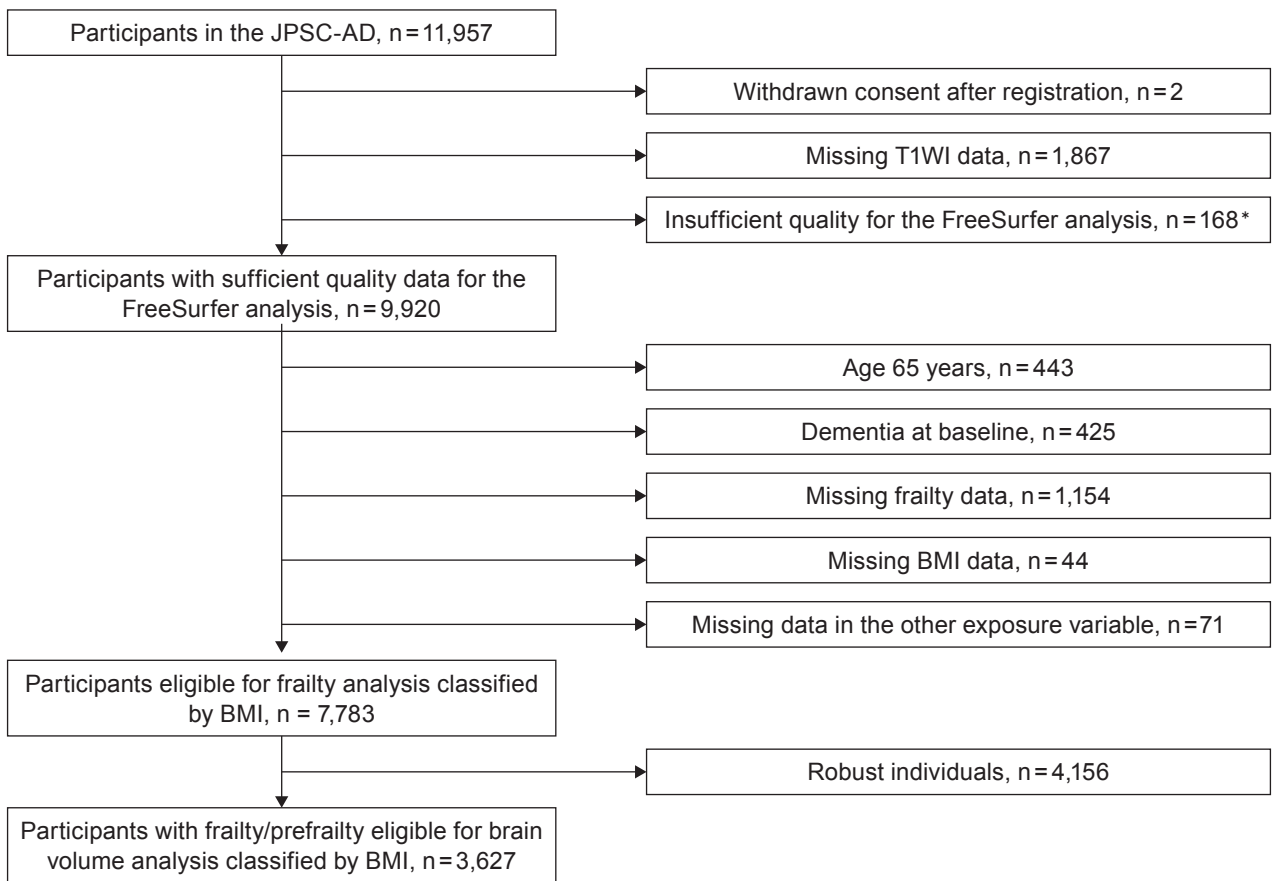 Participants in the JPSC-AD, n=11,957
Withdrawn consent after registration, n=2
Missing T1WI data, n=1,867
Insufficient quality for the FreeSurfer analysis, n=168*
Participants with sufficient quality data for the
FreeSurfer analysis, n=9,920
Age 65 years, n=443
Dementia at baseline, n=425
Missing frailty data, n=1,154
Missing BMI data, n=44
Missing data in the other exposure variable, n=71
Participants eligible for frailty analysis classified
by BMI, n = 7,783
Robust individuals, n=4,156
Participants with frailty/prefrailty eligible for brain
volume analysis classified by BMI, n=3,627